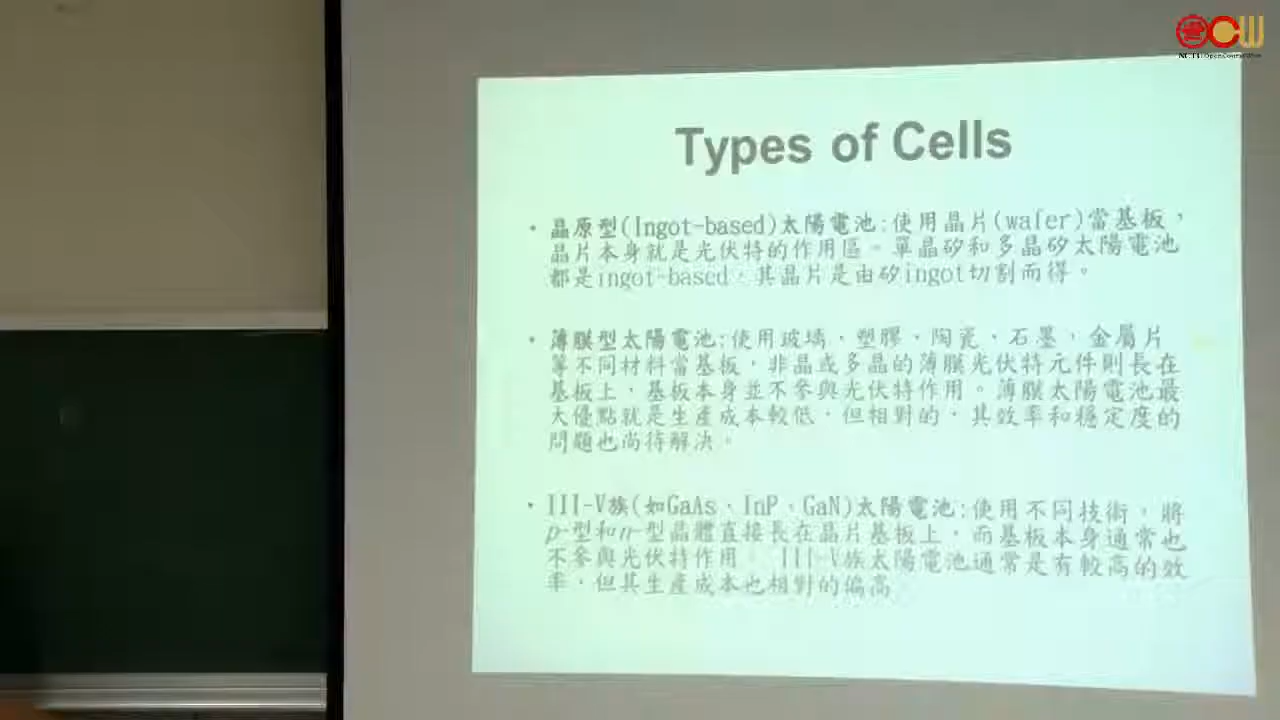 OCW
NCTU OpenCourseWare
Types of Cells
• 晶原型(Ingot-based)太陽電池:使用晶片(wafer)當基板，
晶片本身就是光伏特的作用區。單晶矽和多晶矽太陽電池
都是ingot-based，其晶片是由矽ingot切割而得。
• 薄膜型太陽電池:使用玻璃、塑膠、陶瓷、石墨，金屬片
等不同材料當基板，非晶或多晶的薄膜光伏特元件則長在
基板上，基板本身並不參與光伏特作用。薄膜太陽電池最
大優點就是生產成本較低，但相對的，其效率和穩定度的
問題也尚待解決。
• III-V族(如GaAs、InP、GaN)太陽電池:使用不同技術，將
p-型和n-型晶體直接長在晶片基板上，而基板本身通常也
不參與光伏特作用。 III-V族太陽電池通常是有較高的效
率，但其生產成本也相對的偏高